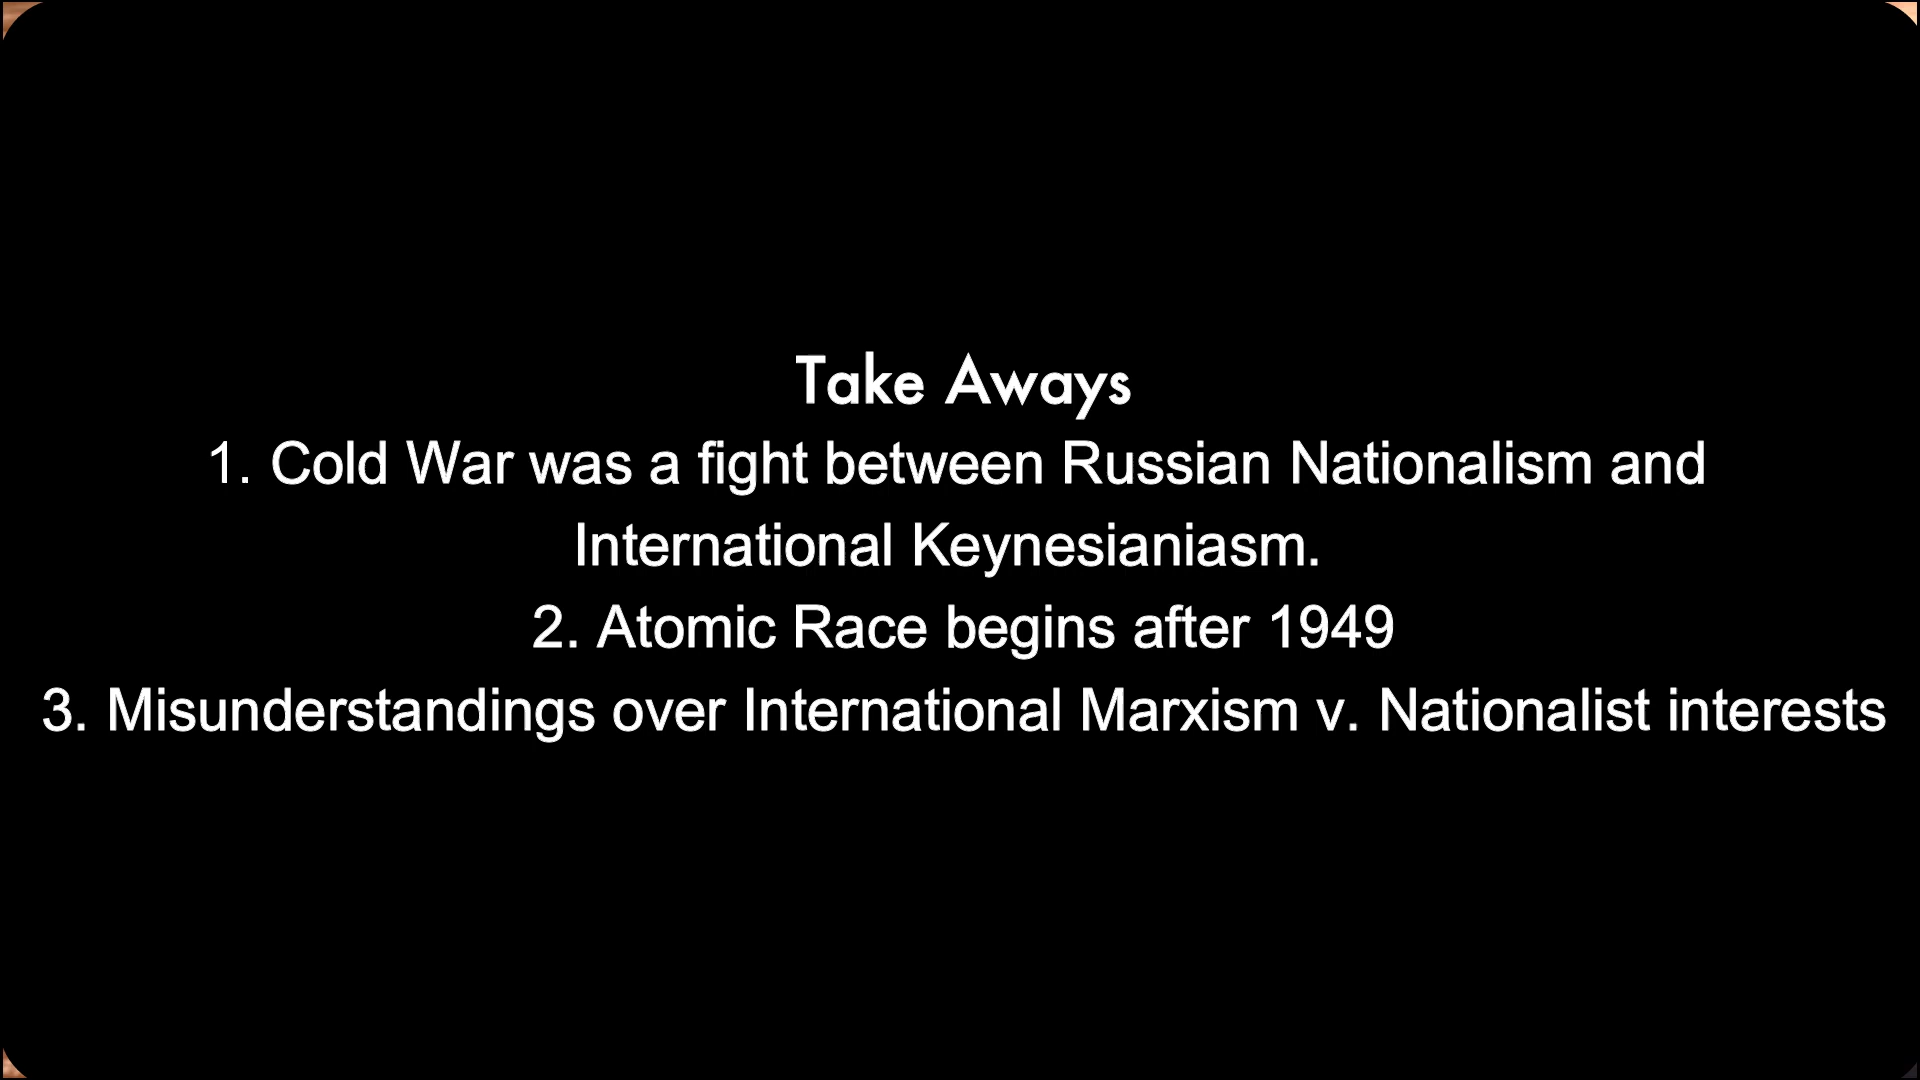 Take Aways
1. Cold War was a fight between Russian Nationalism and
International Keynesianiasm.
2. Atomic Race begins after 1949
3. Misunderstandings over International Marxism v. Nationalist interests